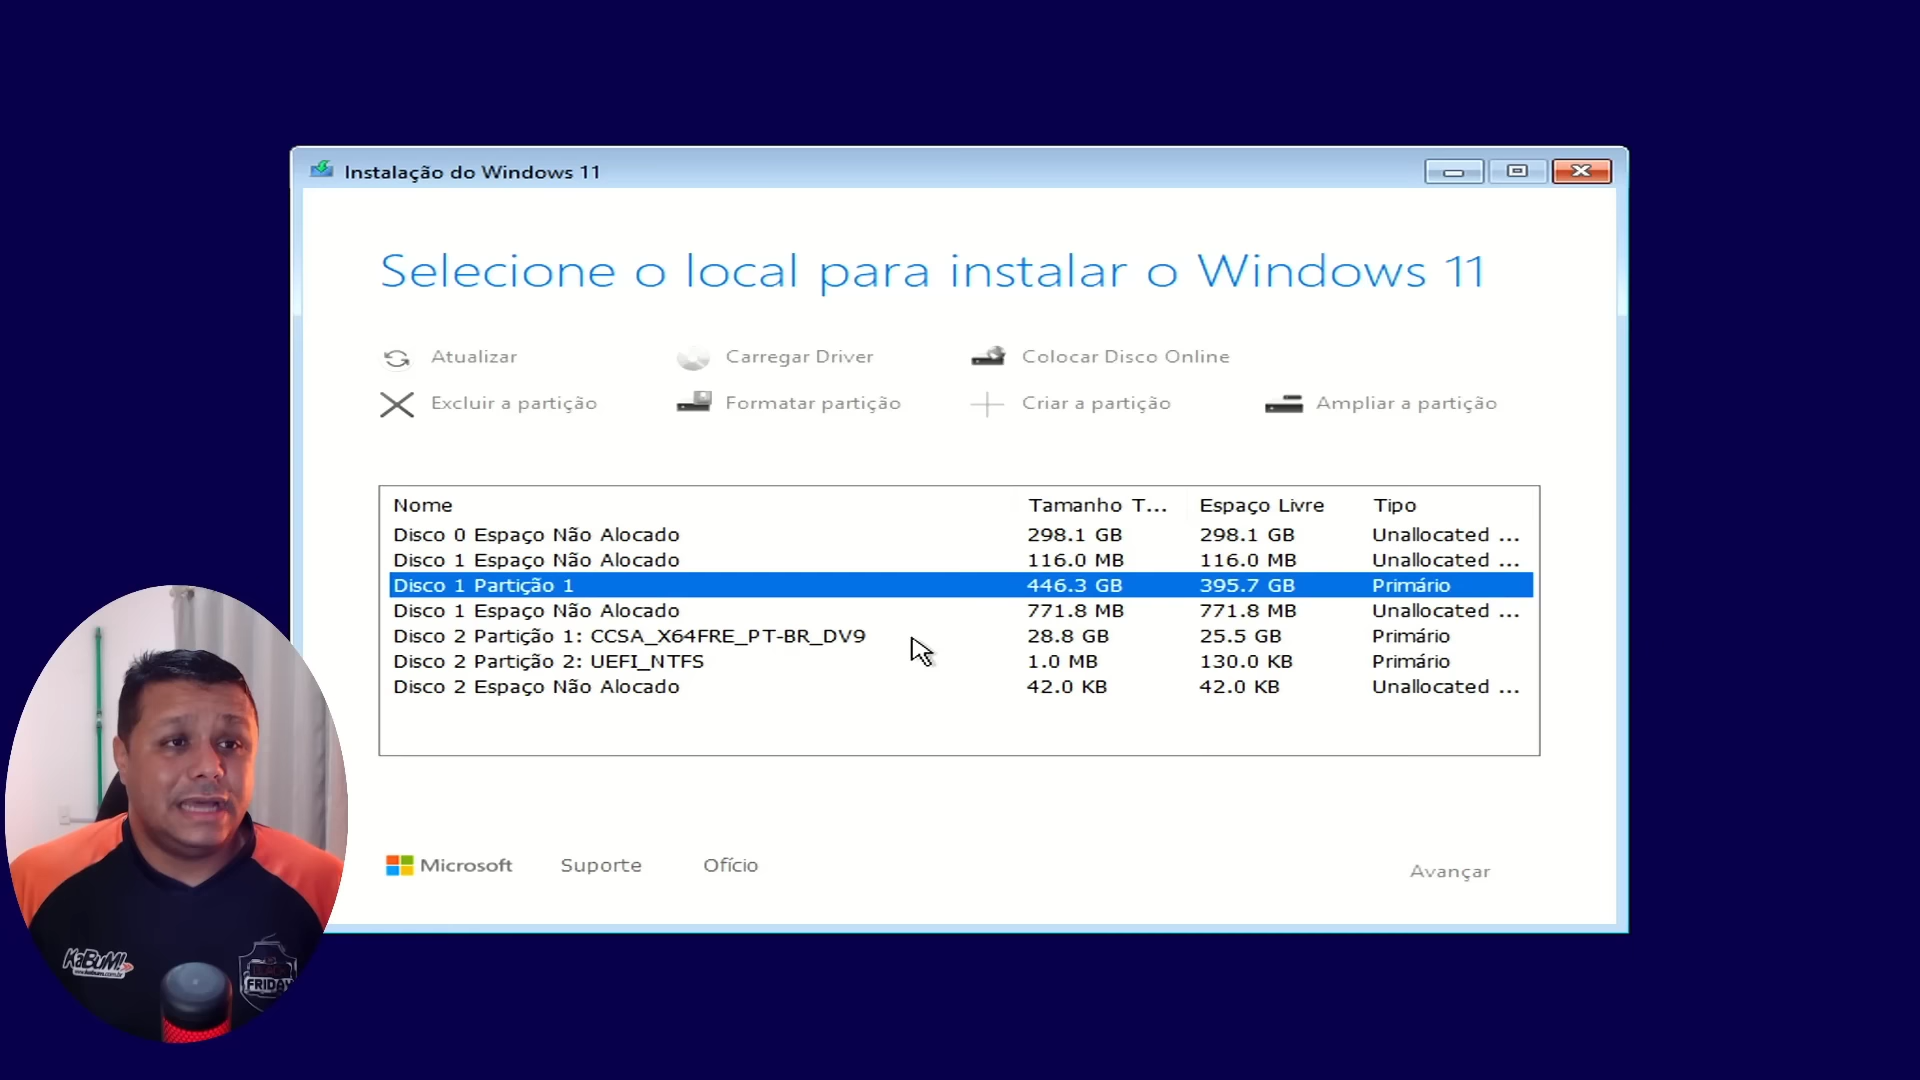 Instalação do Windows 11
Selecione o local para instalar o Windows 11
Atualizar
Carregar Driver
Colocar Disco Online
Excluir a partição
Formatar partição
Criar a partição
Ampliar a partição
Nome Tamanho T... Espaço Livre Tipo
Disco 0 Espaço Não Alocado 298.1 GB 298.1 GB Unallocated ...
Disco 1 Espaço Não Alocado 116.0 MB 116.0 MB Unallocated ...
Disco 1 Partição 1 446.3 GB 395.7 GB Primário
Disco 1 Espaço Não Alocado 771.8 MB 771.8 MB Unallocated ...
Disco 2 Partição 1: CCSA_X64FRE_PT-BR_DV9 28.8 GB 25.5 GB Primário
Disco 2 Partição 2: UEFI_NTFS 1.0 MB 130.0 KB Primário
Disco 2 Espaço Não Alocado 42.0 KB 42.0 KB Unallocated ...
Microsoft
Suporte
Ofício
Avançar
KaBuM!
www.kabum.com.br
BLACK
FRIDAY